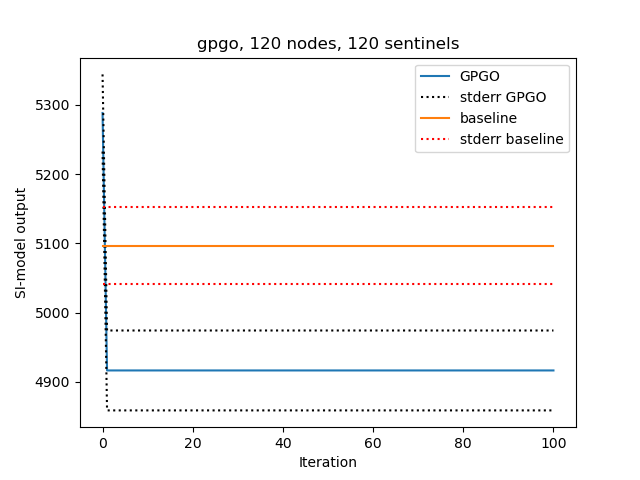 gpgo, 120 nodes, 120 sentinels
GPGO
stderr GPGO
baseline
stderr baseline
SI-model output
5300
5200
5100
5000
4900
0 20 40 60 80 100
Iteration